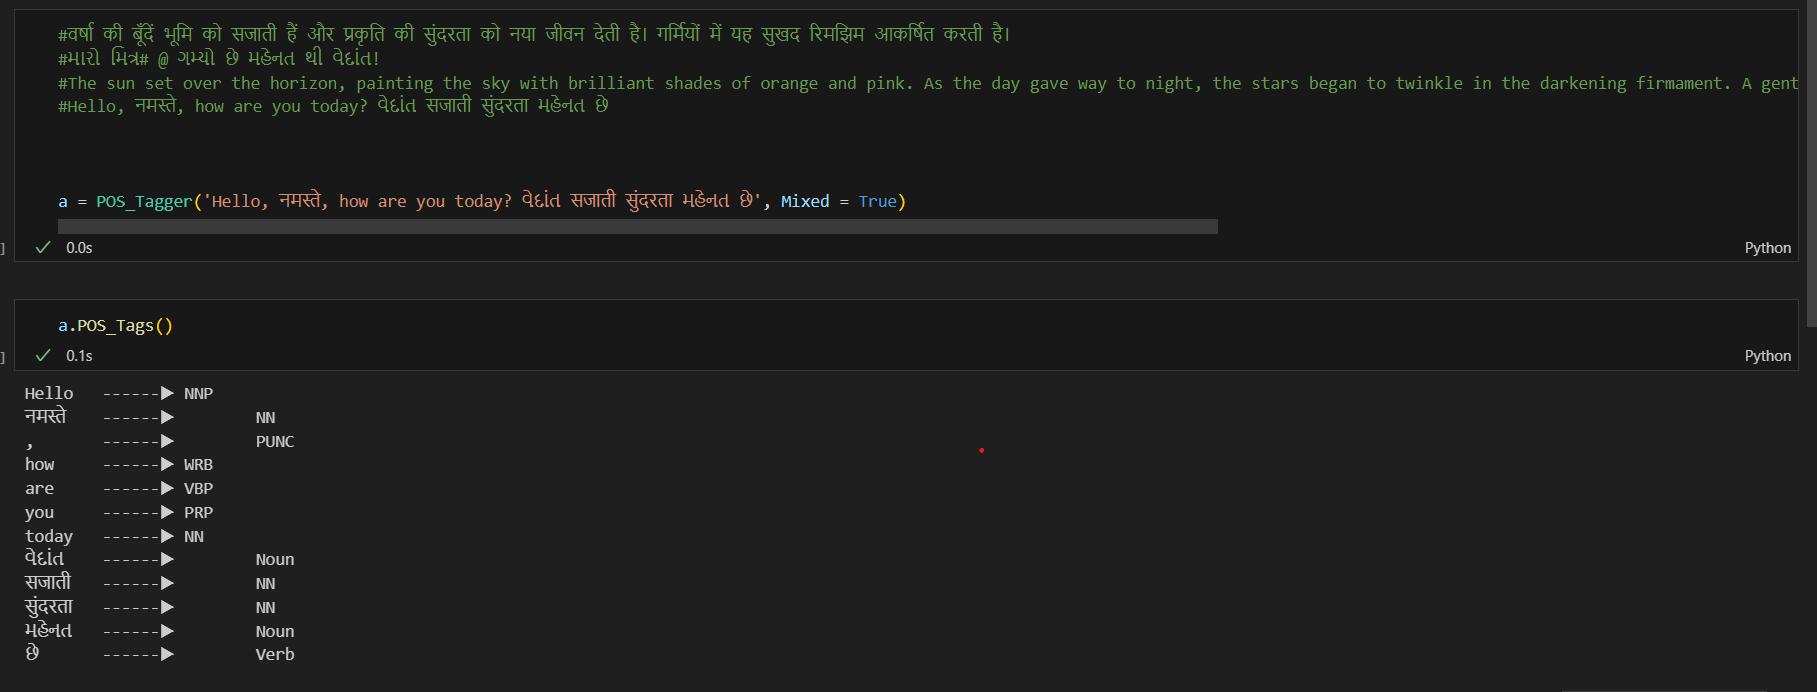 #वर्षा की बूँदें भूमि को सजाती हैं और प्रकृति की सुंदरता को नया जीवन देती है। गर्मियों में यह सुखद रिमझिम आकर्षित करती है।
#મારો મિત્ર# @ ગમ્યો છે મહેનત થી વેદાંત!
#The sun set over the horizon, painting the sky with brilliant shades of orange and pink. As the day gave way to night, the stars began to twinkle in the darkening firmament. A gent
#Hello, नमस्ते, how are you today? વેદાંત सजाती सुंदरता મહેનત છે
a = POS_Tagger('Hello, नमस्ते, how are you today? વેદાંત सजाती सुंदरता મહેનત છે', Mixed = True)
] ✓ 0.0s Python
a.POS_Tags()
] ✓ 0.1s Python
Hello ------▶ NNP
नमस्ते ------▶ NN
, ------▶ PUNC
how ------▶ WRB
are ------▶ VBP
you ------▶ PRP
today ------▶ NN
વેદાંત ------▶ Noun
सजाती ------▶ NN
सुंदरता ------▶ NN
મહેનત ------▶ Noun
છે ------▶ Verb